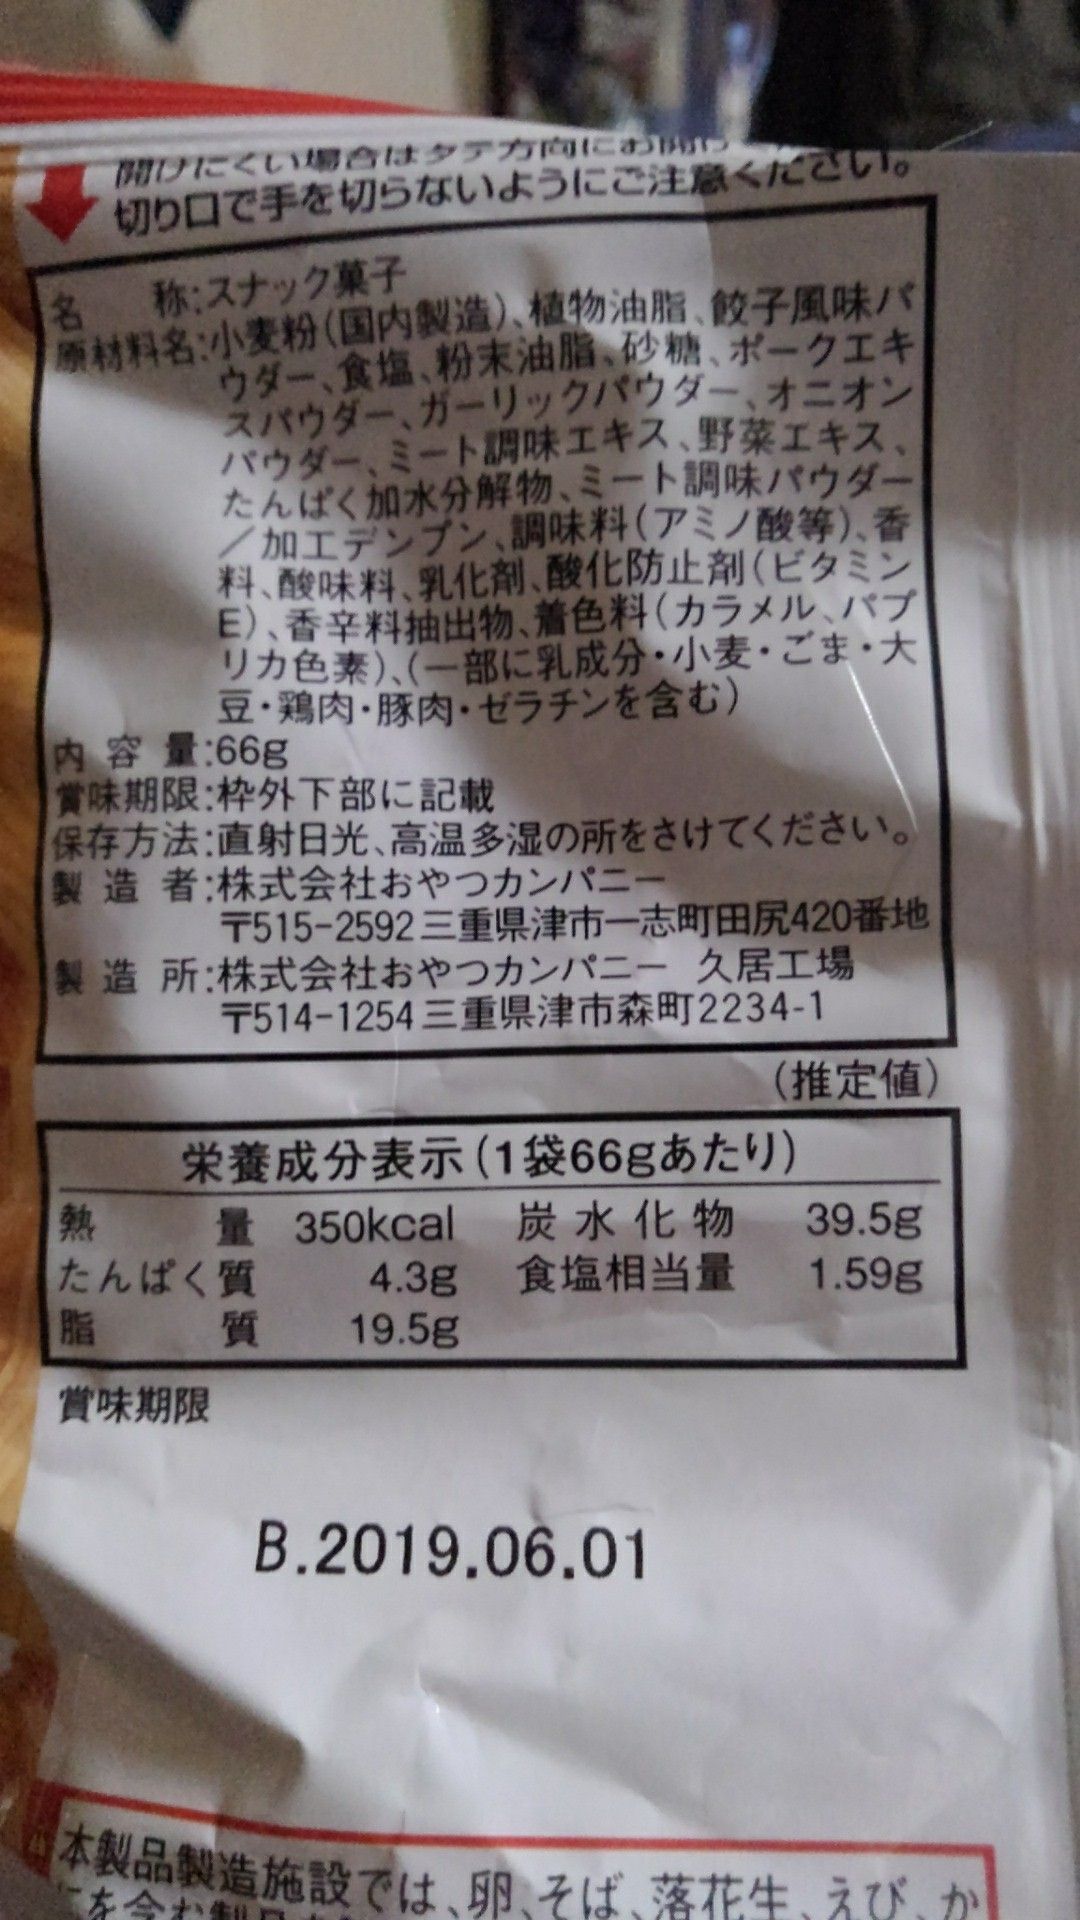 開けにくい場合はタテ方向にお開け
切り口で手を切らないようにご注意ください。
名 称:スナック菓子
原材料名:小麦粉(国内製造)、植物油脂、餃子風味パ
ウダー、食塩、粉末油脂、砂糖、ポークエキ
スパウダー、ガーリックパウダー、オニオン
パウダー、ミート調味エキス、野菜エキス、
たんぱく加水分解物、ミート調味パウダー
/加工デンプン、調味料(アミノ酸等)、香
料、酸味料、乳化剤、酸化防止剤(ビタミン
E)、香辛料抽出物、着色料(カラメル、パプ
リカ色素)、(一部に乳成分・小麦・ごま・大
豆・鶏肉・豚肉・ゼラチンを含む)
内容量:66g
賞味期限:枠外下部に記載
保存方法:直射日光、高温多湿の所をさけてください。
製造者:株式会社おやつカンパニー
〒515-2592 三重県津市一志町田尻420番地
製造所:株式会社おやつカンパニー 久居工場
〒514-1254 三重県津市森町2234-1
(推定値)
栄養成分表示(1袋66gあたり)
熱量 350kcal 炭水化物 39.5g
たんぱく質 4.3g 食塩相当量 1.59g
脂質 19.5g
賞味期限
B.2019.06.01
本製品製造施設では、卵、そば、落花生、えび、か
にを含む製品